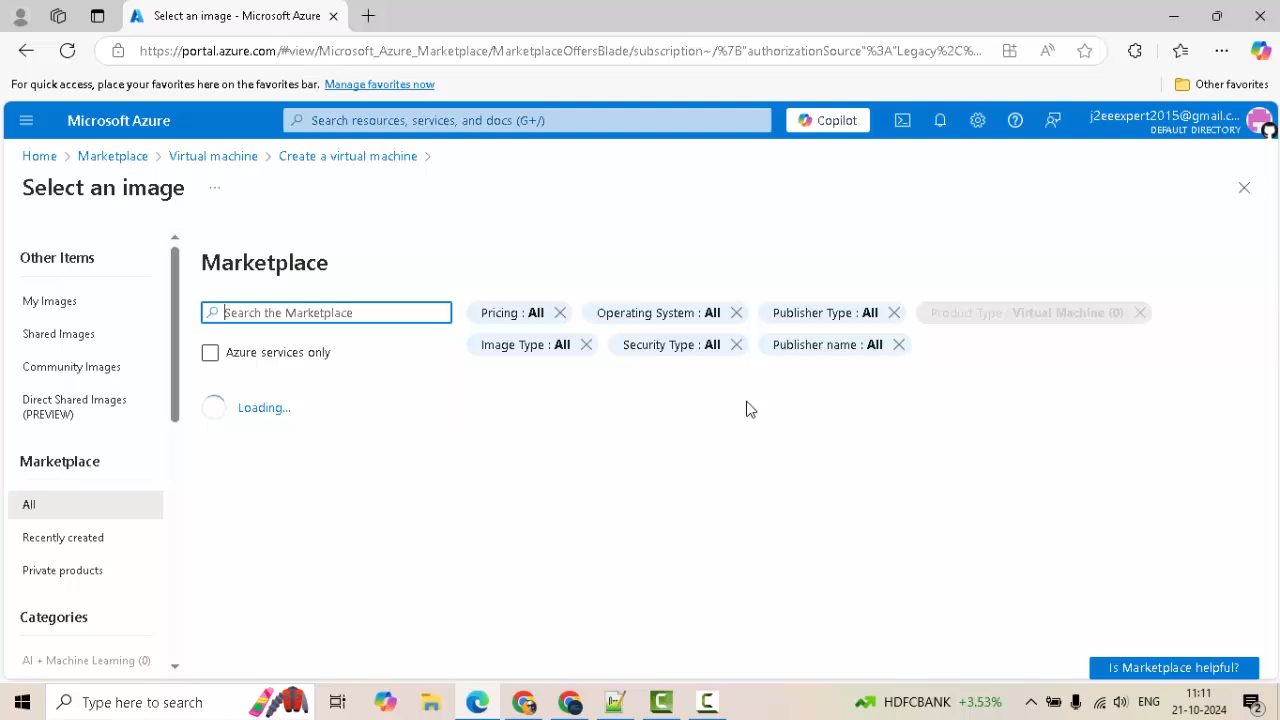 Select an image - Microsoft Azure
https://portal.azure.com/#view/Microsoft_Azure_Marketplace/MarketplaceOffersBlade/subscription~/%7B"authorizationSource"%3A"Legacy%2C%...
For quick access, place your favorites here on the favorites bar. Manage favorites now
Other favorites
Microsoft Azure
Search resources, services, and docs (G+/)
Copilot
j2eeexpert2015@gmail.c...
DEFAULT DIRECTORY
Home > Marketplace > Virtual machine > Create a virtual machine >
Select an image ...
Other Items
My Images
Shared Images
Community Images
Direct Shared Images
(PREVIEW)
Marketplace
All
Recently created
Private products
Categories
AI + Machine Learning (0)
Marketplace
Search the Marketplace
Pricing : All
Operating System : All
Publisher Type : All
Product Type : Virtual Machine (0)
Azure services only
Image Type : All
Security Type : All
Publisher name : All
Loading...
Is Marketplace helpful?
Type here to search
HDFCBANK +3.53%
ENG
11:11
21-10-2024
2